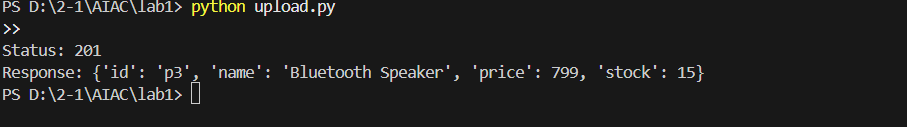 PS D:\2-1\AIAC\lab1> python upload.py
>>
Status: 201
Response: {'id': 'p3', 'name': 'Bluetooth Speaker', 'price': 799, 'stock': 15}
PS D:\2-1\AIAC\lab1>